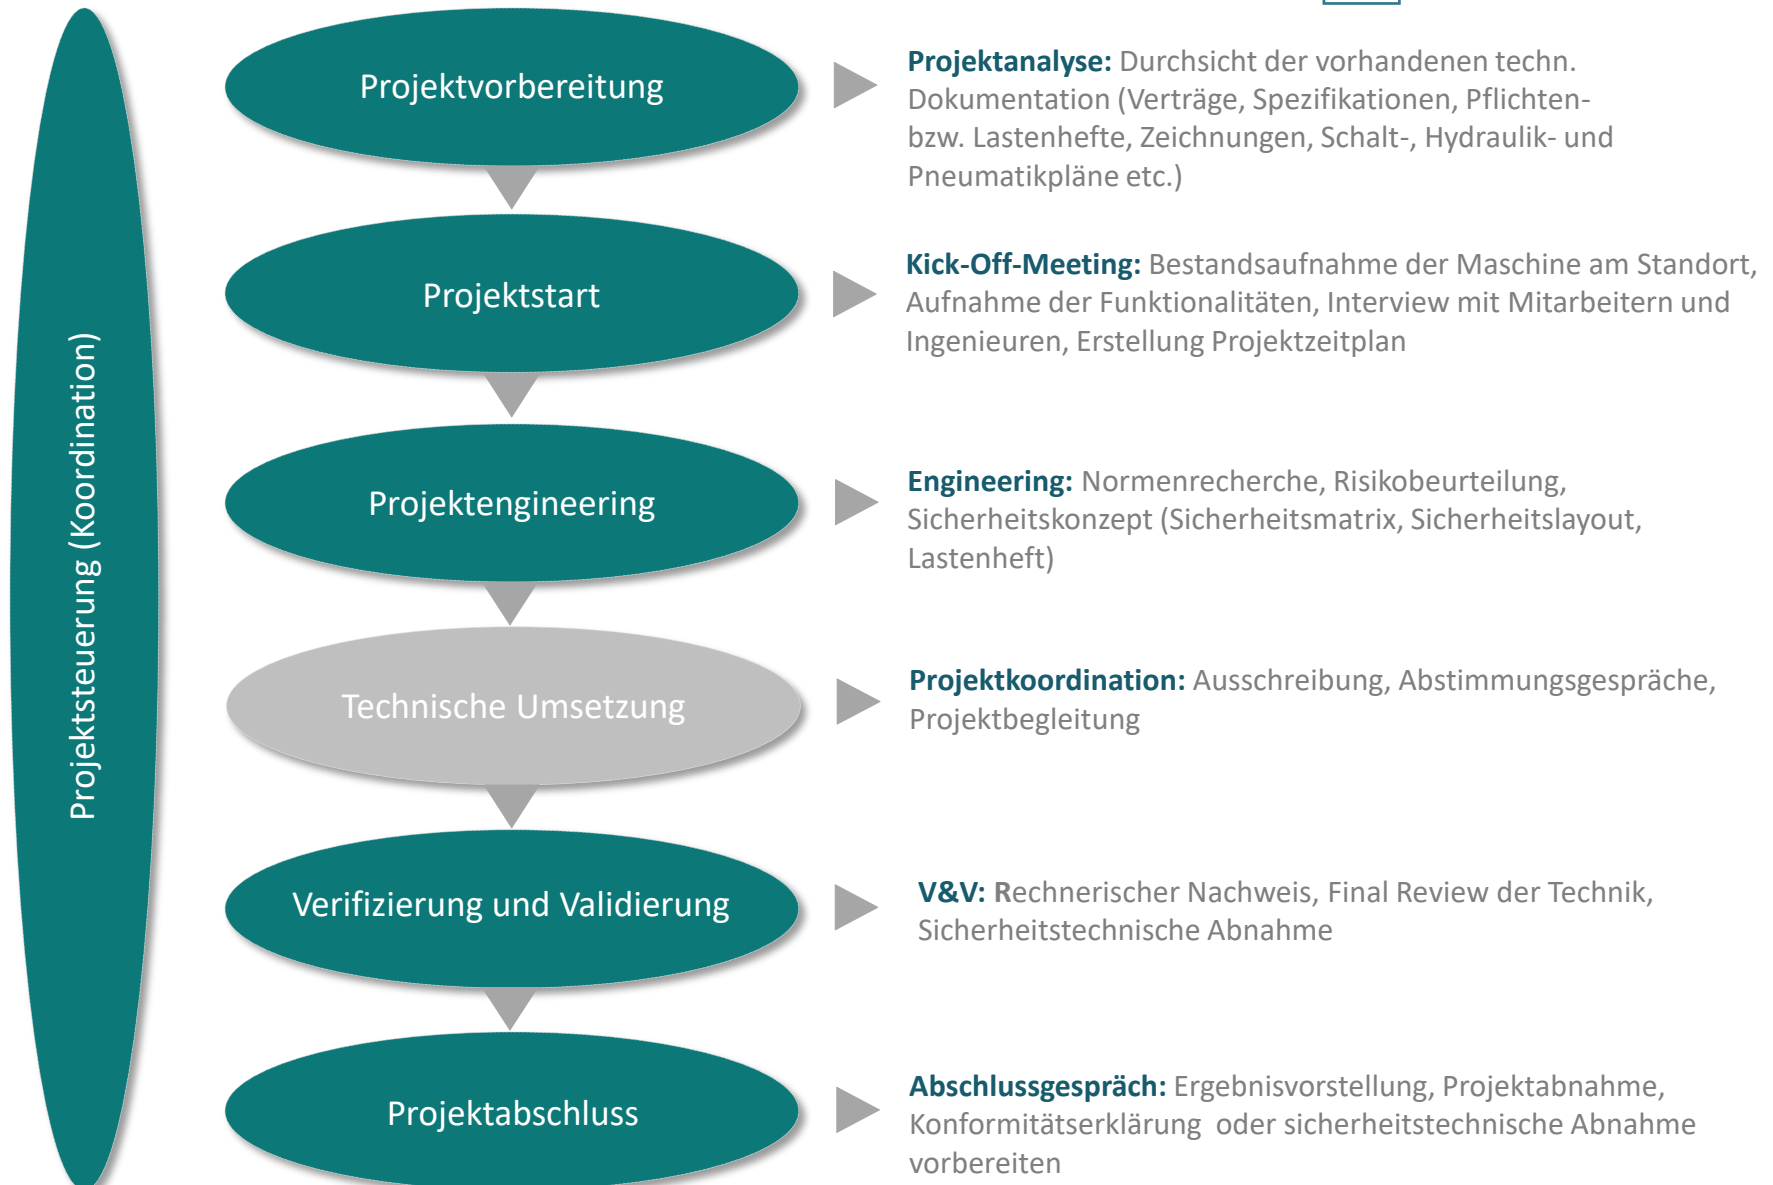 Projektsteuerung (Koordination)
Projektvorbereitung
Projektanalyse: Durchsicht der vorhandenen techn.
Dokumentation (Verträge, Spezifikationen, Pflichten-
bzw. Lastenhefte, Zeichnungen, Schalt-, Hydraulik- und
Pneumatikpläne etc.)
Projektstart
Kick-Off-Meeting: Bestandsaufnahme der Maschine am Standort,
Aufnahme der Funktionalitäten, Interview mit Mitarbeitern und
Ingenieuren, Erstellung Projektzeitplan
Projektengineering
Engineering: Normenrecherche, Risikobeurteilung,
Sicherheitskonzept (Sicherheitsmatrix, Sicherheitslayout,
Lastenheft)
Technische Umsetzung
Projektkoordination: Ausschreibung, Abstimmungsgespräche,
Projektbegleitung
Verifizierung und Validierung
V&V: Rechnerischer Nachweis, Final Review der Technik,
Sicherheitstechnische Abnahme
Projektabschluss
Abschlussgespräch: Ergebnisvorstellung, Projektabnahme,
Konformitätserklärung oder sicherheitstechnische Abnahme
vorbereiten